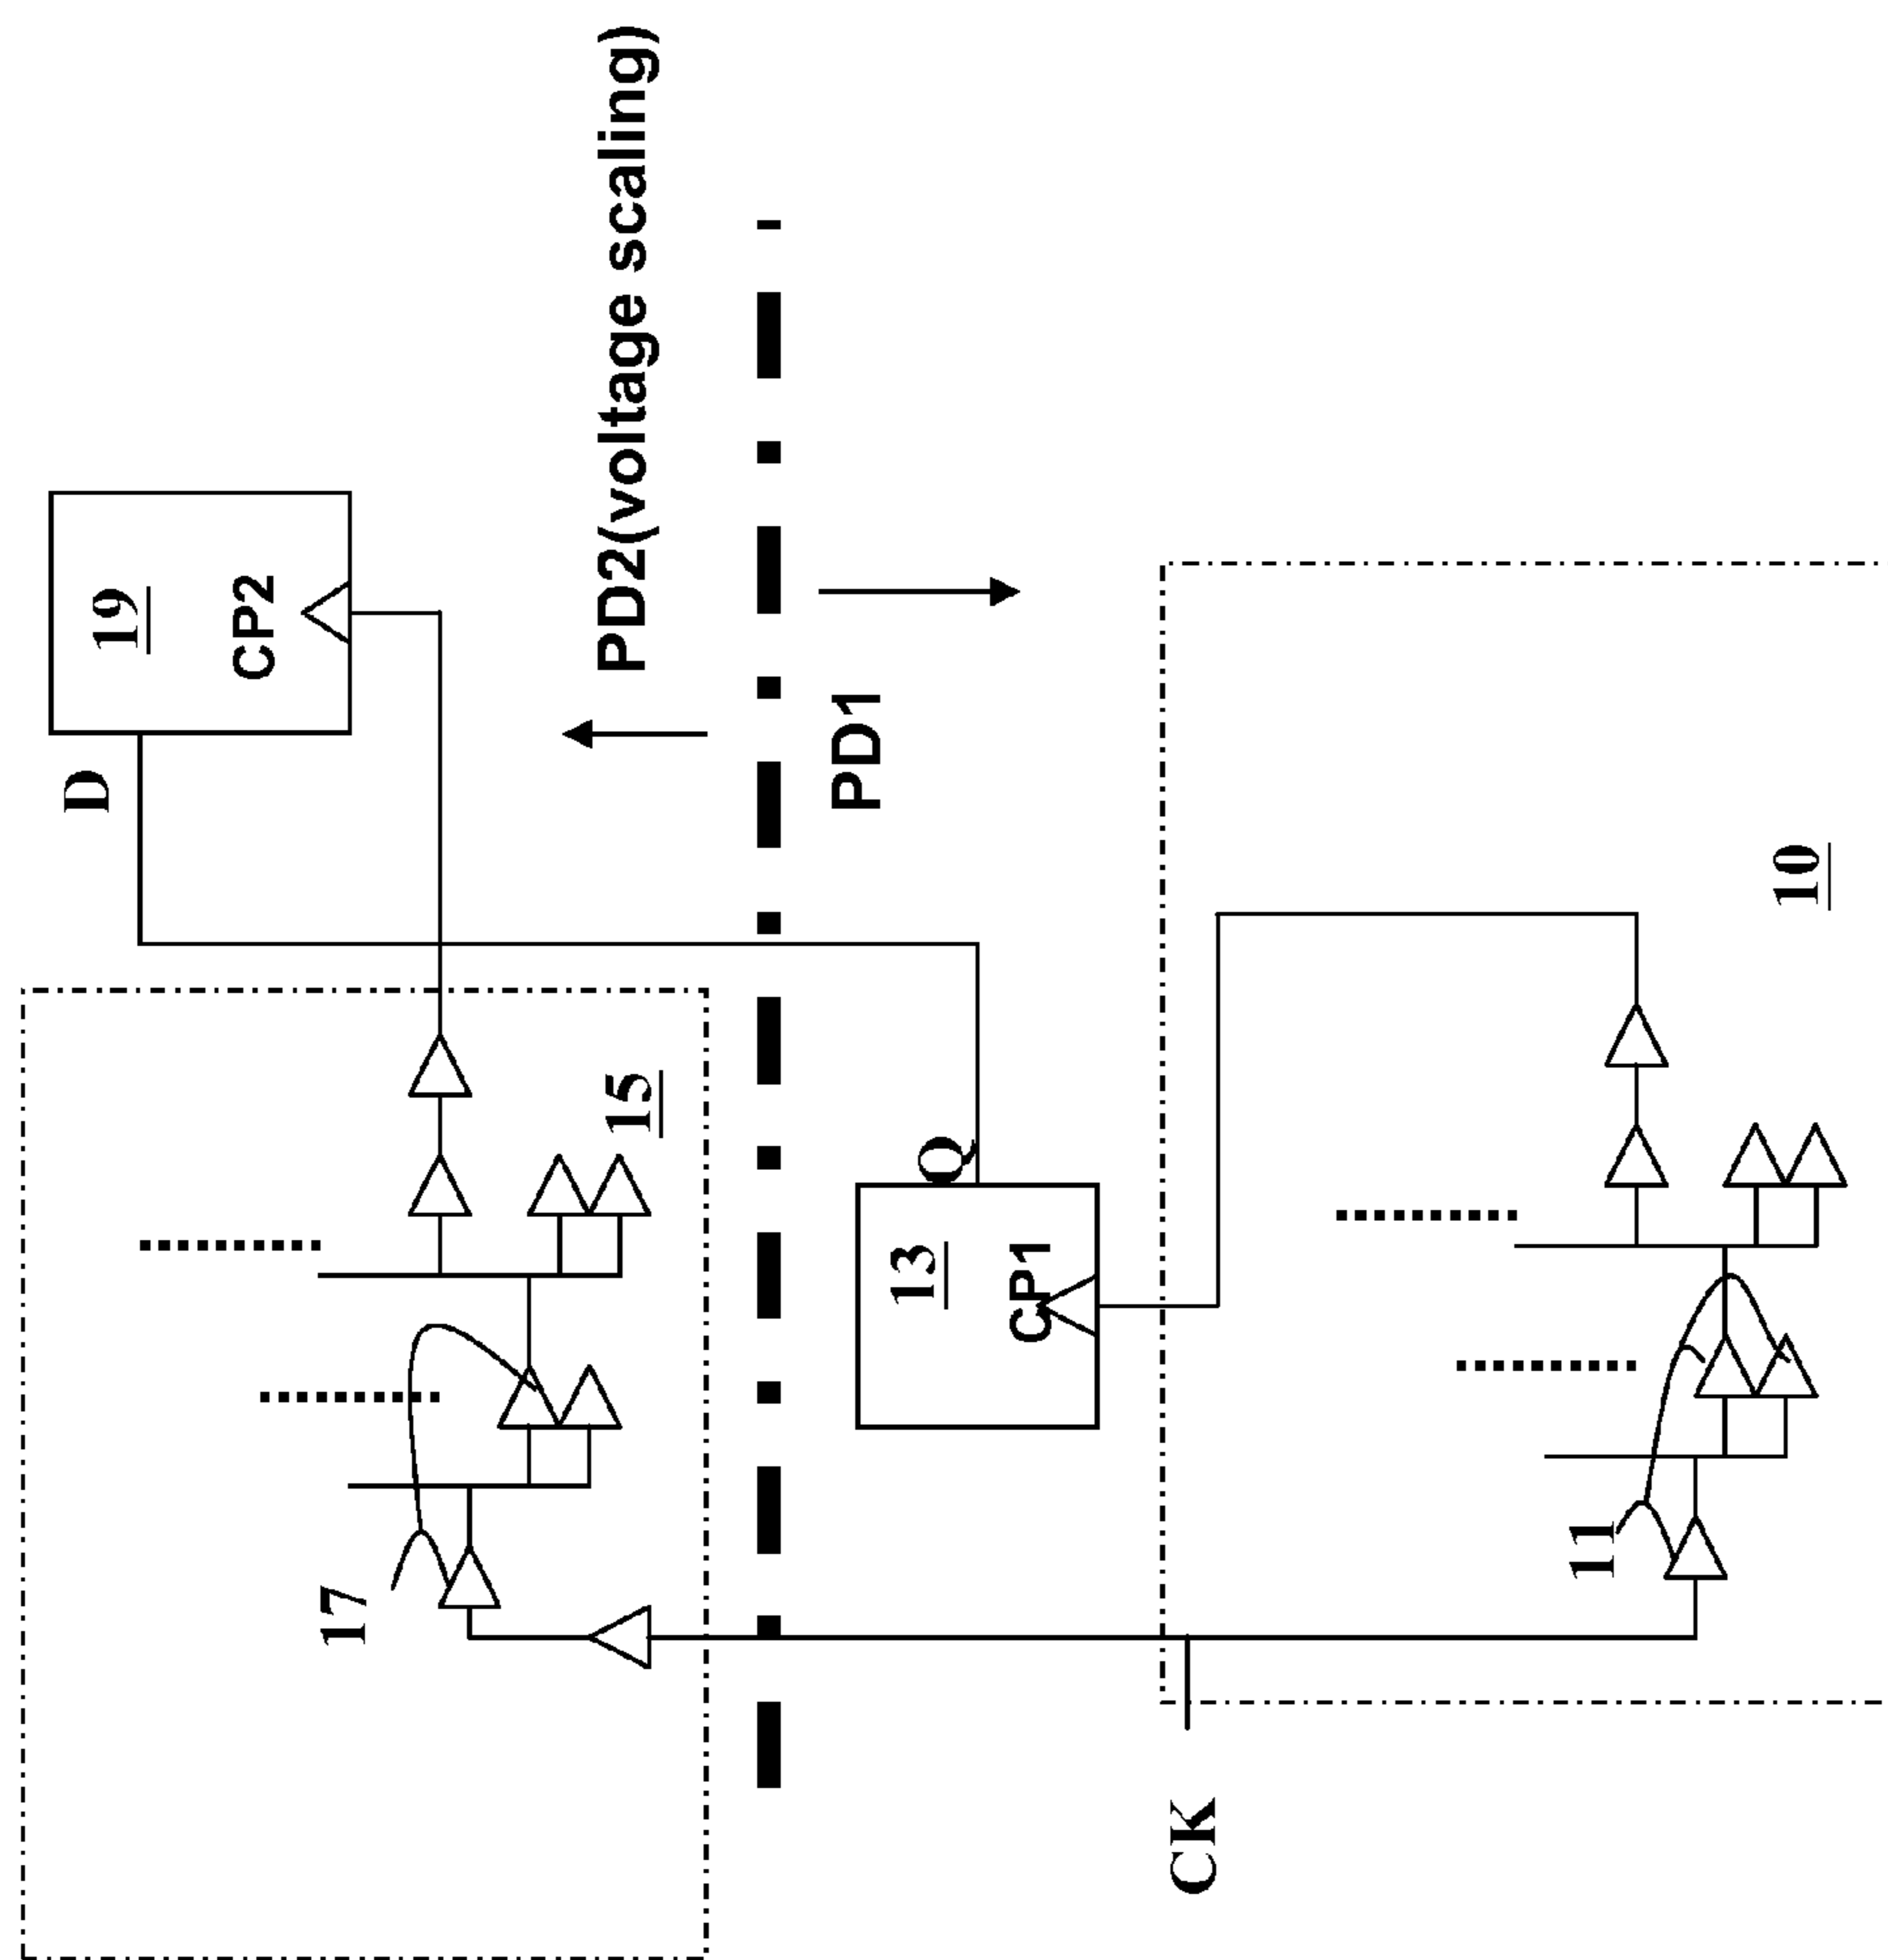 19
CP2
D
PD2(voltage scaling)
15
17
PD1
Q
13
CP1
CK
10
11